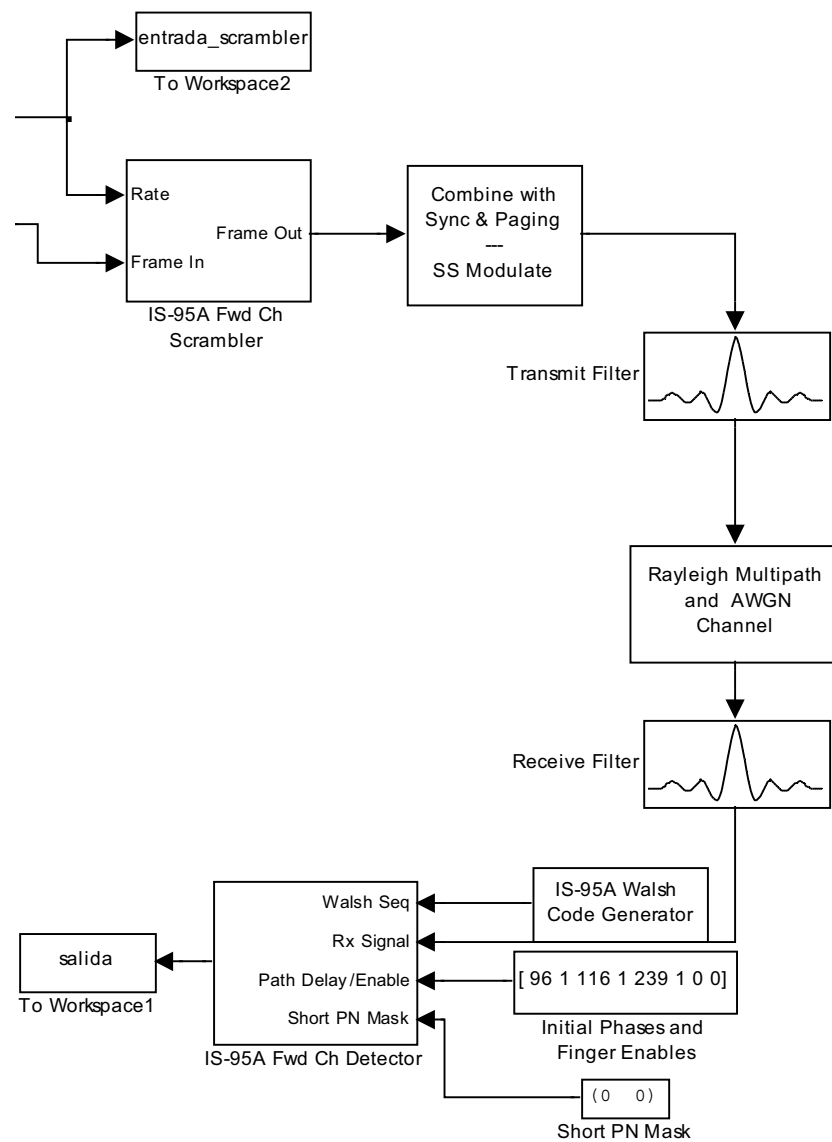 entrada_scrambler
To Workspace2
Rate
Frame Out
Frame In
IS-95A Fwd Ch
Scrambler
Combine with
Sync & Paging
---
SS Modulate
Transmit Filter
Rayleigh Multipath
and AWGN
Channel
Receive Filter
IS-95A Walsh
Code Generator
Walsh Seq
Rx Signal
Path Delay/Enable
Short PN Mask
IS-95A Fwd Ch Detector
salida
To Workspace1
[ 96 1 116 1 239 1 0 0]
Initial Phases and
Finger Enables
(0 0)
Short PN Mask